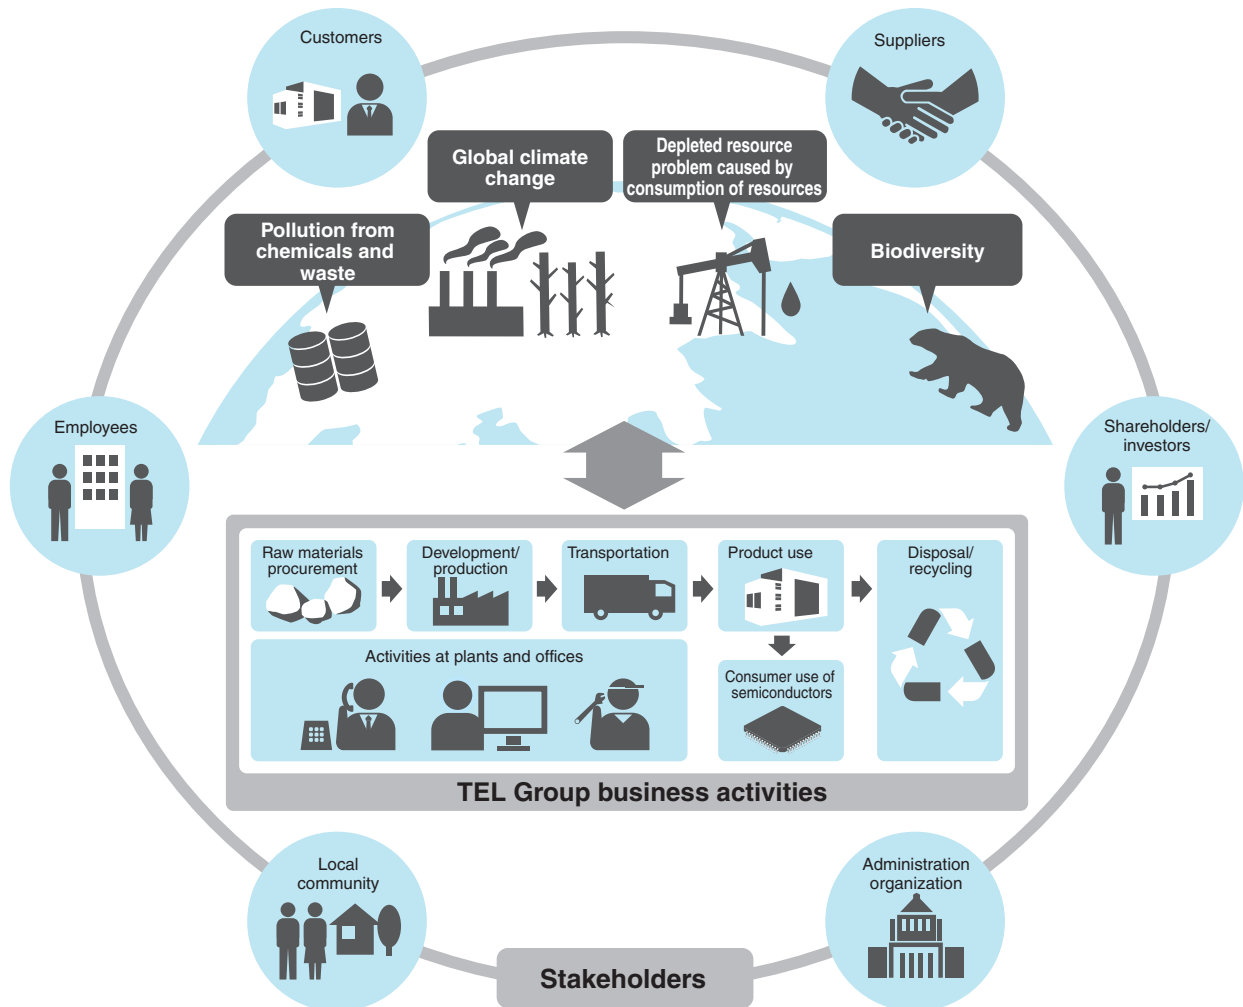 Customers
Suppliers
Global climate
change
Depleted resource
problem caused by
consumption of resources
Pollution from
chemicals and
waste
Biodiversity
Employees
Shareholders/
investors
Raw materials
procurement
Development/
production
Transportation
Product use
Disposal/
recycling
Activities at plants and offices
Consumer use of
semiconductors
TEL Group business activities
Local
community
Administration
organization
Stakeholders